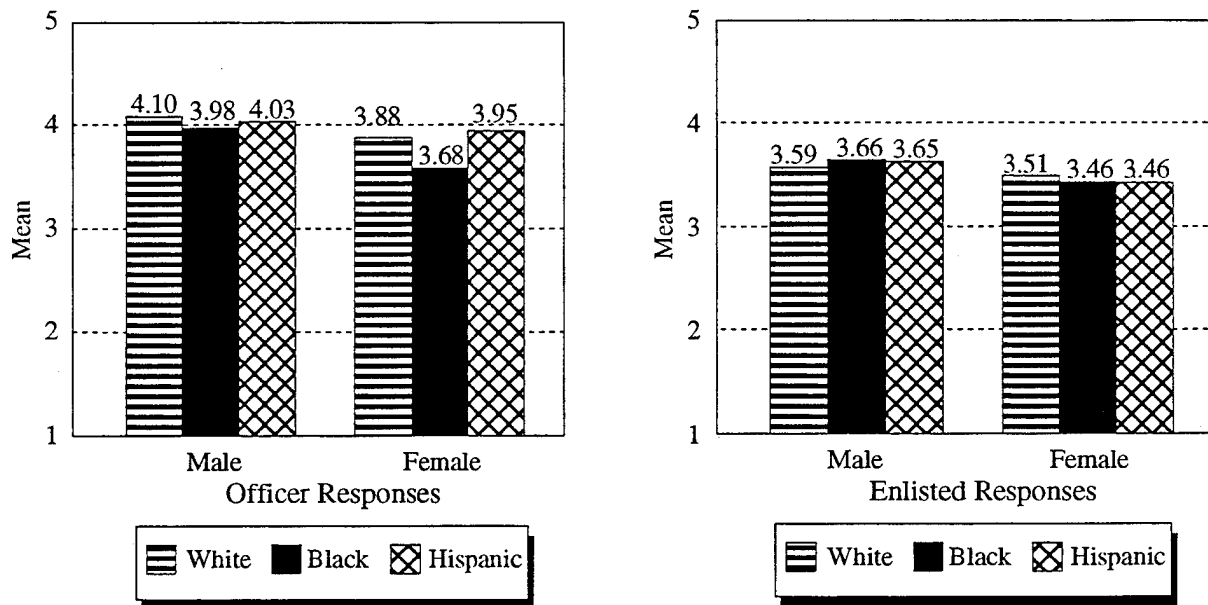 5
4.10 3.98 4.03
3.88 3.68 3.95
4
Mean
3
2
1
Male Female
Officer Responses
White Black Hispanic
5
4
3.59 3.66 3.65
3.51 3.46 3.46
Mean
3
2
1
Male Female
Enlisted Responses
White Black Hispanic